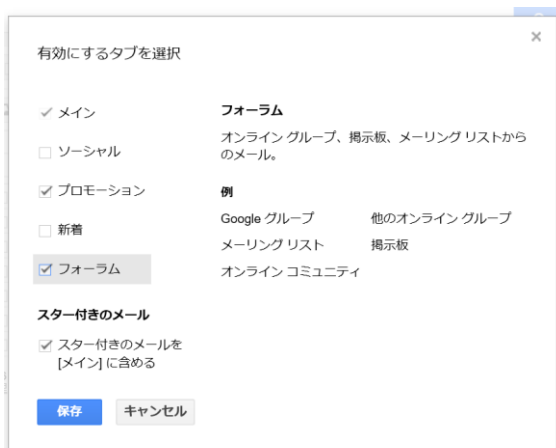 有効にするタブを選択
メイン
ソーシャル
プロモーション
新着
フォーラム
スター付きのメール
スター付きのメールを
[メイン] に含める
保存 キャンセル
フォーラム
オンライン グループ、掲示板、メーリング リストから
のメール。
例
Google グループ 他のオンライン グループ
メーリング リスト 掲示板
オンライン コミュニティ